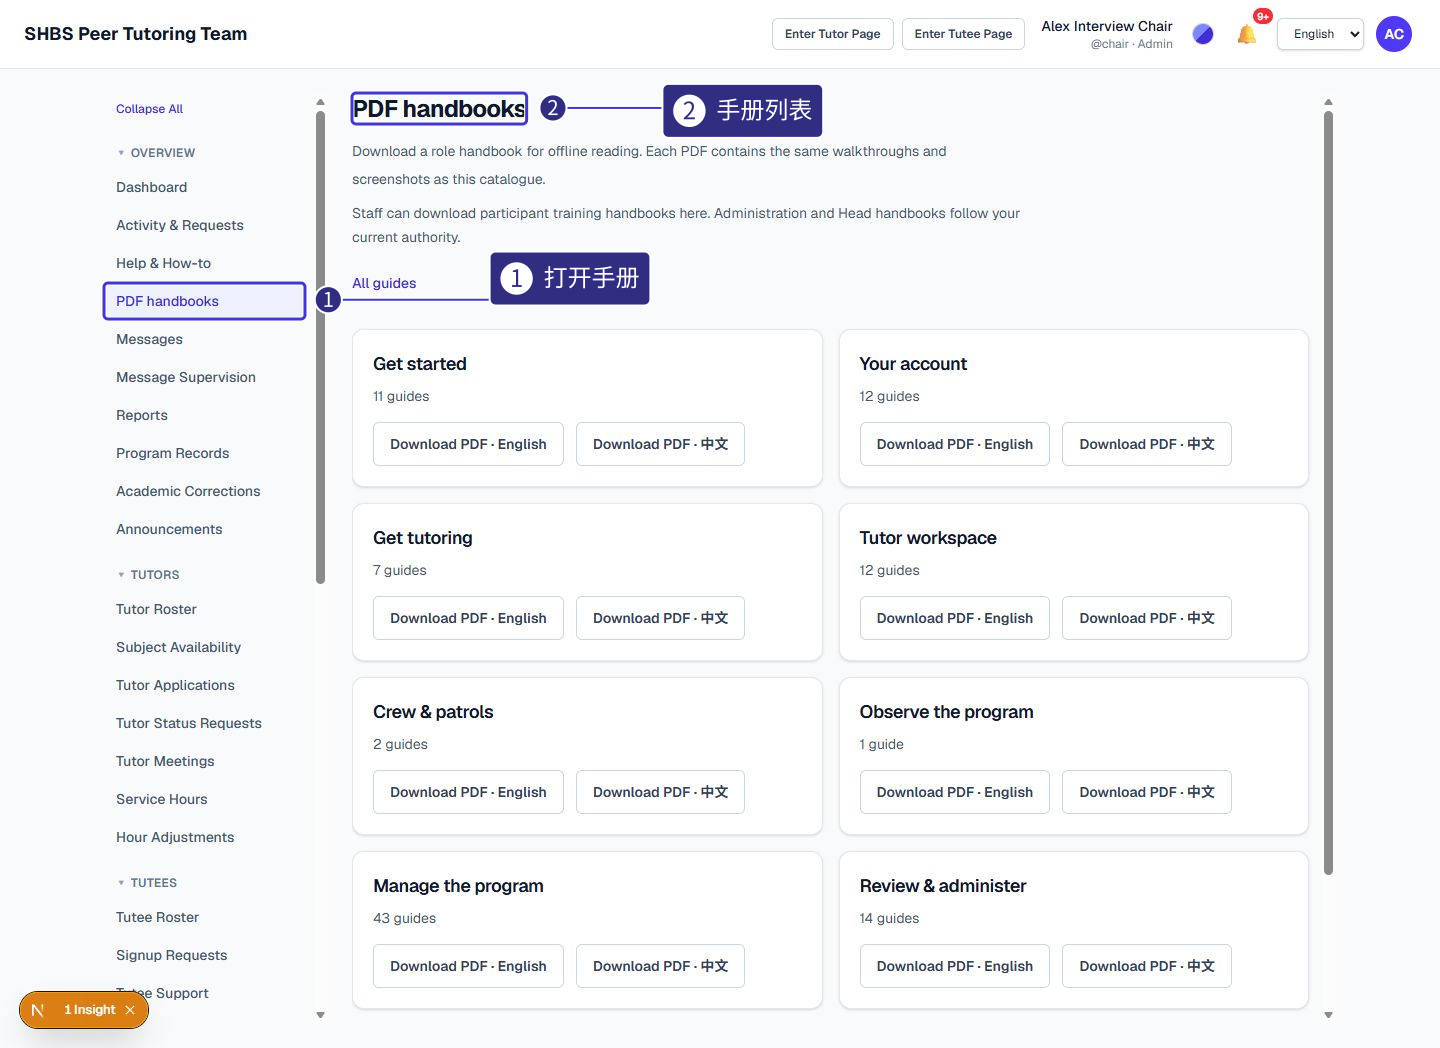 SHBS Peer Tutoring Team
Enter Tutor Page
Enter Tutee Page
Alex Interview Chair
@chair · Admin
9+
English
AC
Collapse All
OVERVIEW
Dashboard
Activity & Requests
Help & How-to
PDF handbooks
Messages
Message Supervision
Reports
Program Records
Academic Corrections
Announcements
TUTORS
Tutor Roster
Subject Availability
Tutor Applications
Tutor Status Requests
Tutor Meetings
Service Hours
Hour Adjustments
TUTEES
Tutee Roster
Signup Requests
Tutee Support
N 1 Insight
1
PDF handbooks
2
2 手册列表
Download a role handbook for offline reading. Each PDF contains the same walkthroughs and
screenshots as this catalogue.
Staff can download participant training handbooks here. Administration and Head handbooks follow your
current authority.
1 打开手册
All guides
Get started
11 guides
Download PDF · English
Download PDF · 中文
Your account
12 guides
Download PDF · English
Download PDF · 中文
Get tutoring
7 guides
Download PDF · English
Download PDF · 中文
Tutor workspace
12 guides
Download PDF · English
Download PDF · 中文
Crew & patrols
2 guides
Download PDF · English
Download PDF · 中文
Observe the program
1 guide
Download PDF · English
Download PDF · 中文
Manage the program
43 guides
Download PDF · English
Download PDF · 中文
Review & administer
14 guides
Download PDF · English
Download PDF · 中文